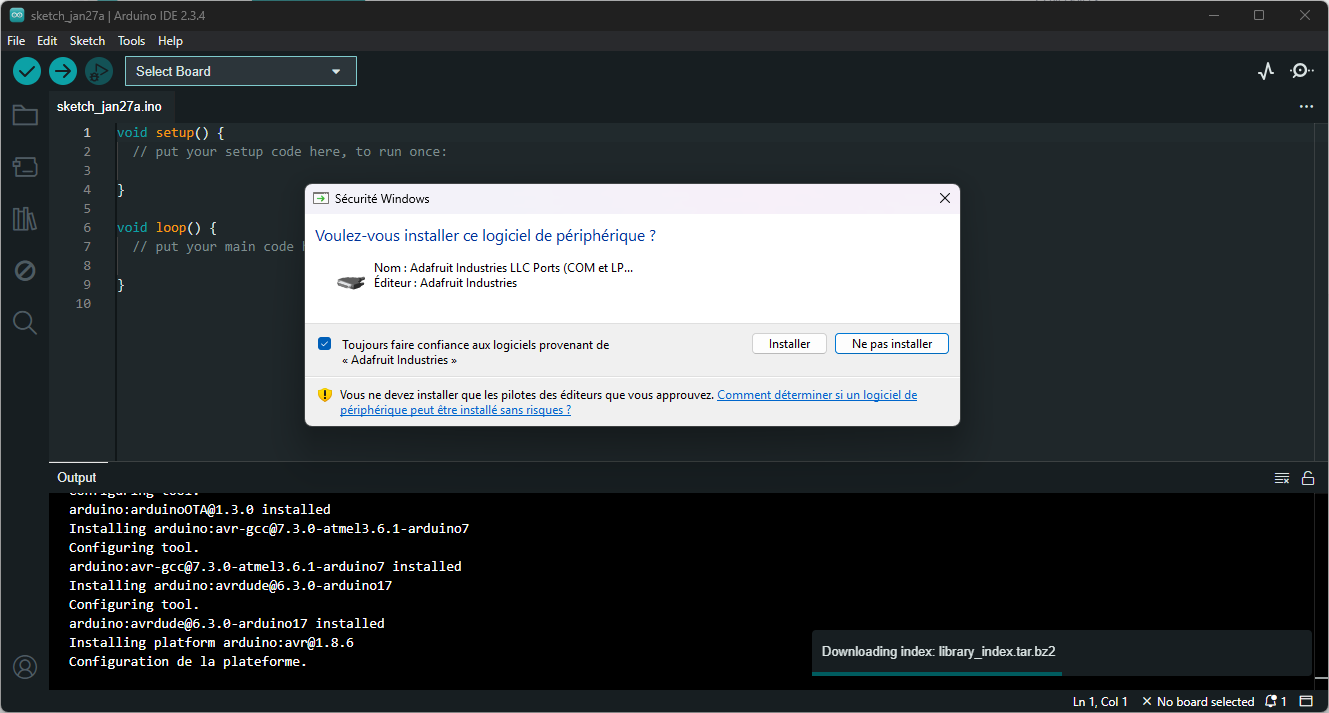 sketch_jan27a | Arduino IDE 2.3.4
File Edit Sketch Tools Help
Select Board
sketch_jan27a.ino
1 void setup() {
2 // put your setup code here, to run once:
3
4 }
5
6 void loop() {
7 // put your main code
8
9 }
10
Sécurité Windows
Voulez-vous installer ce logiciel de périphérique ?
Nom : Adafruit Industries LLC Ports (COM et LP...
Éditeur : Adafruit Industries
Toujours faire confiance aux logiciels provenant de
« Adafruit Industries »
Installer
Ne pas installer
Vous ne devez installer que les pilotes des éditeurs que vous approuvez. Comment déterminer si un logiciel de
périphérique peut être installé sans risques ?
Output
Configuring tool.
arduino:arduinoOTA@1.3.0 installed
Installing arduino:avr-gcc@7.3.0-atmel3.6.1-arduino7
Configuring tool.
arduino:avr-gcc@7.3.0-atmel3.6.1-arduino7 installed
Installing arduino:avrdude@6.3.0-arduino17
Configuring tool.
arduino:avrdude@6.3.0-arduino17 installed
Installing platform arduino:avr@1.8.6
Configuration de la plateforme.
Downloading index: library_index.tar.bz2
Ln 1, Col 1 No board selected 1